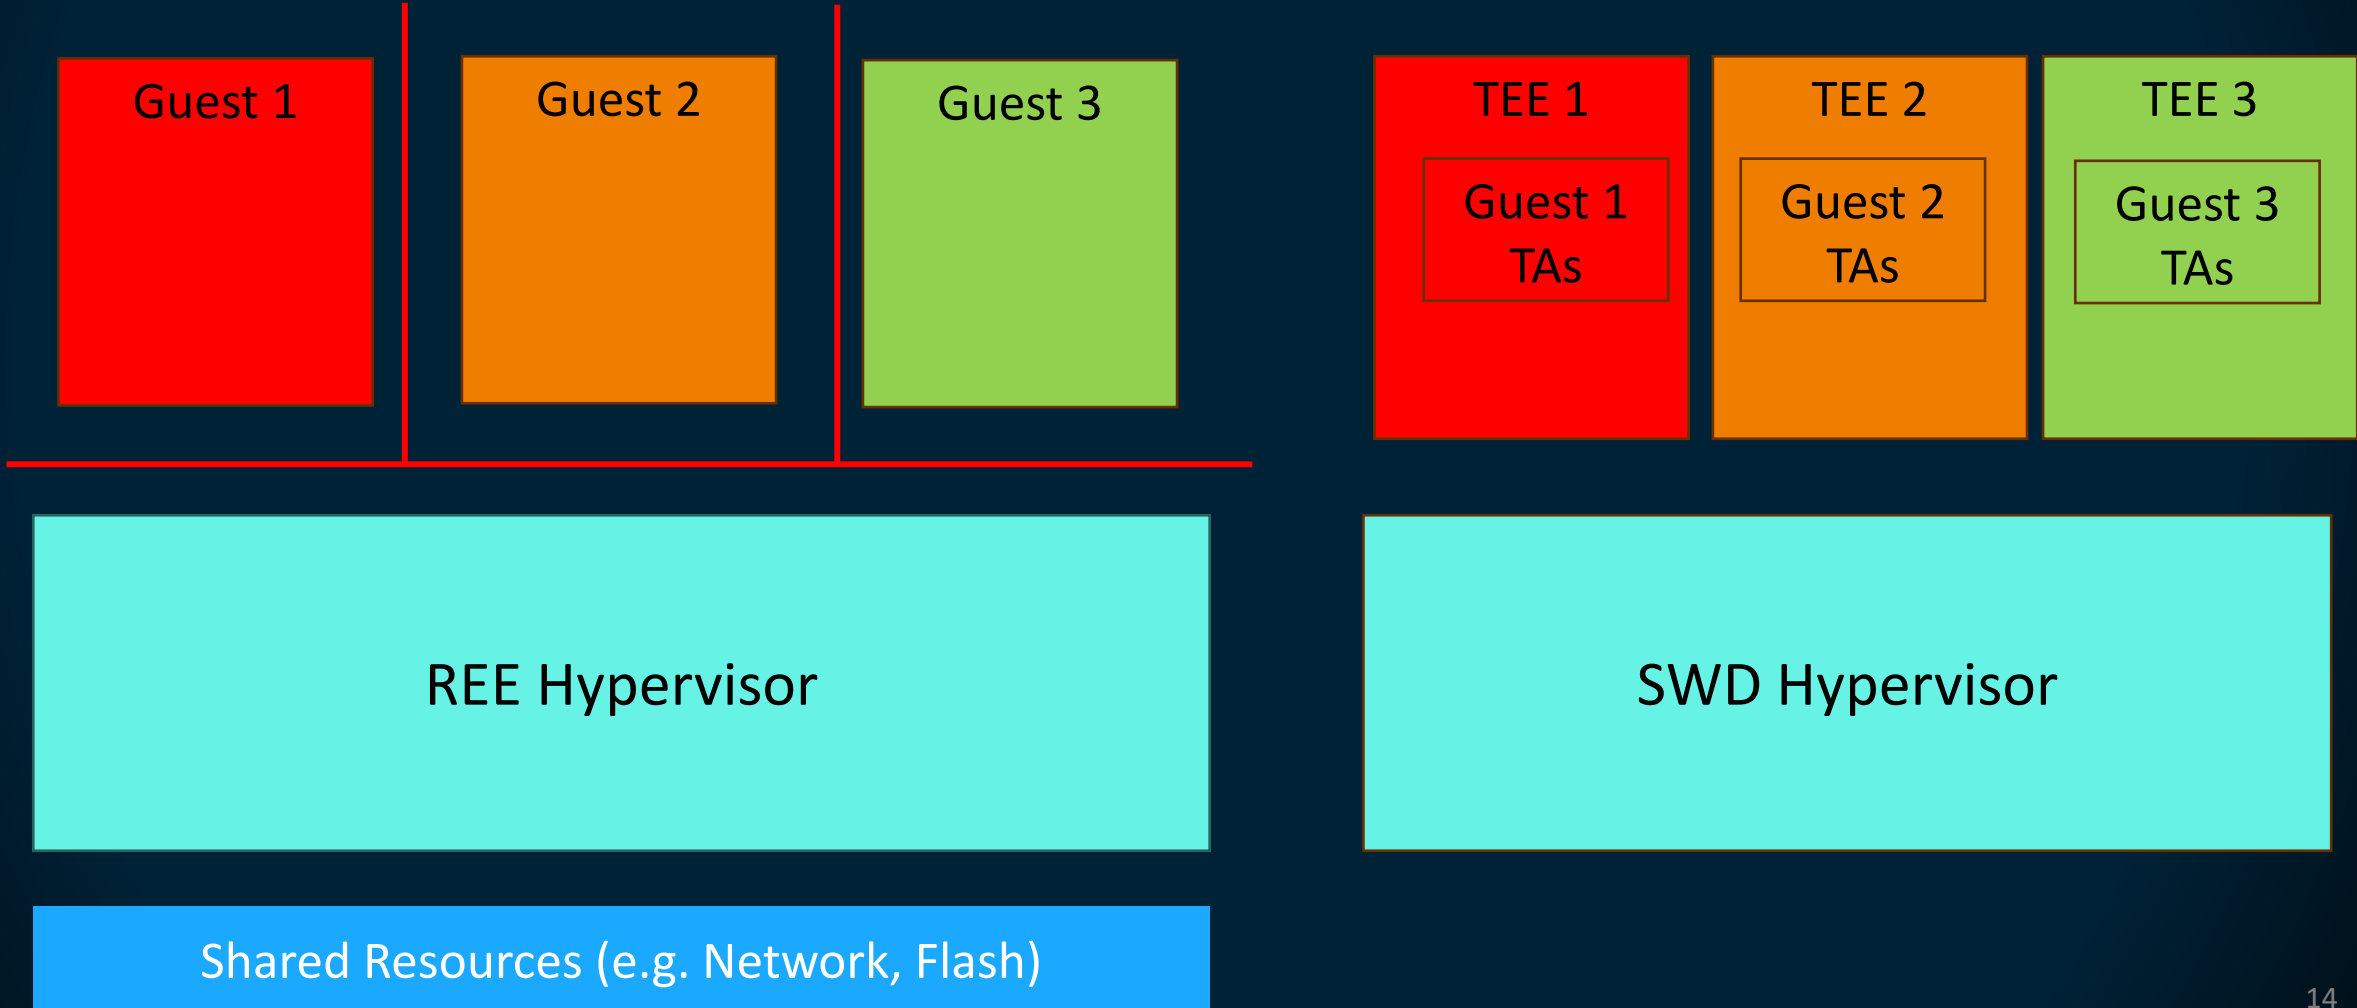 Guest 1
Guest 2
Guest 3
TEE 1
Guest 1
TAs
TEE 2
Guest 2
TAs
TEE 3
Guest 3
TAs
REE Hypervisor
SWD Hypervisor
Shared Resources (e.g. Network, Flash)
14